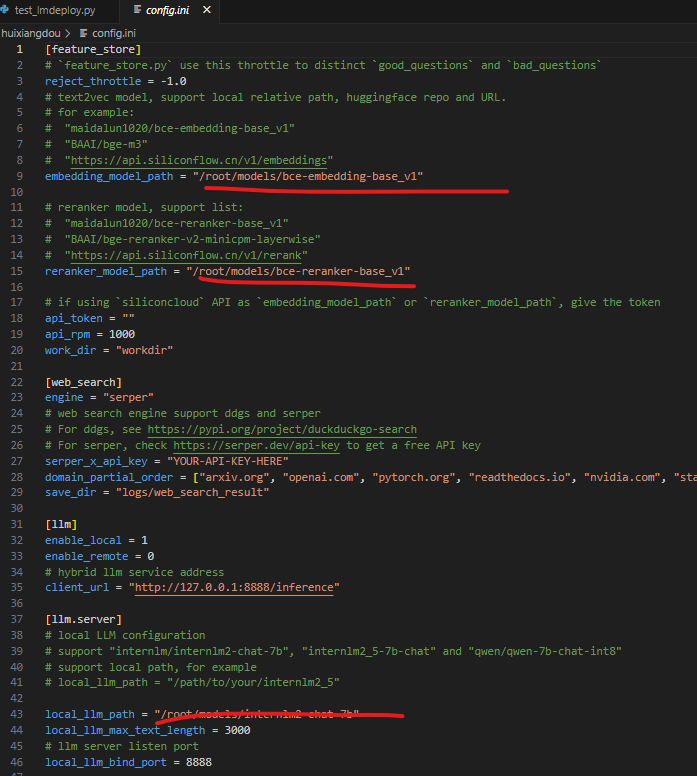 test_lmdeploy.py
config.ini
huixiangdou > config.ini
1 [feature_store]
2 # `feature_store.py` use this throttle to distinct `good_questions` and `bad_questions`
3 reject_throttle = -1.0
4 # text2vec model, support local relative path, huggingface repo and URL.
5 # for example:
6 # "maidalun1020/bce-embedding-base_v1"
7 # "BAAI/bge-m3"
8 # "https://api.siliconflow.cn/v1/embeddings"
9 embedding_model_path = "/root/models/bce-embedding-base_v1"
10
11 # reranker model, support list:
12 # "maidalun1020/bce-reranker-base_v1"
13 # "BAAI/bge-reranker-v2-minicpm-layerwise"
14 # "https://api.siliconflow.cn/v1/rerank"
15 reranker_model_path = "/root/models/bce-reranker-base_v1"
16
17 # if using `siliconcloud` API as `embedding_model_path` or `reranker_model_path`, give the token
18 api_token = ""
19 api_rpm = 1000
20 work_dir = "workdir"
21
22 [web_search]
23 engine = "serper"
24 # web search engine support ddgs and serper
25 # For ddgs, see https://pypi.org/project/duckduckgo-search
26 # For serper, check https://serper.dev/api-key to get a free API key
27 serper_x_api_key = "YOUR-API-KEY-HERE"
28 domain_partial_order = ["arxiv.org", "openai.com", "pytorch.org", "readthedocs.io", "nvidia.com", "sta
29 save_dir = "logs/web_search_result"
30
31 [llm]
32 enable_local = 1
33 enable_remote = 0
34 # hybrid llm service address
35 client_url = "http://127.0.0.1:8888/inference"
36
37 [llm.server]
38 # local LLM configuration
39 # support "internlm/internlm2-chat-7b", "internlm2_5-7b-chat" and "qwen/qwen-7b-chat-int8"
40 # support local path, for example
41 # local_llm_path = "/path/to/your/internlm2_5"
42
43 local_llm_path = "/root/models/internlm2-chat-7b"
44 local_llm_max_text_length = 3000
45 # llm server listen port
46 local_llm_bind_port = 8888